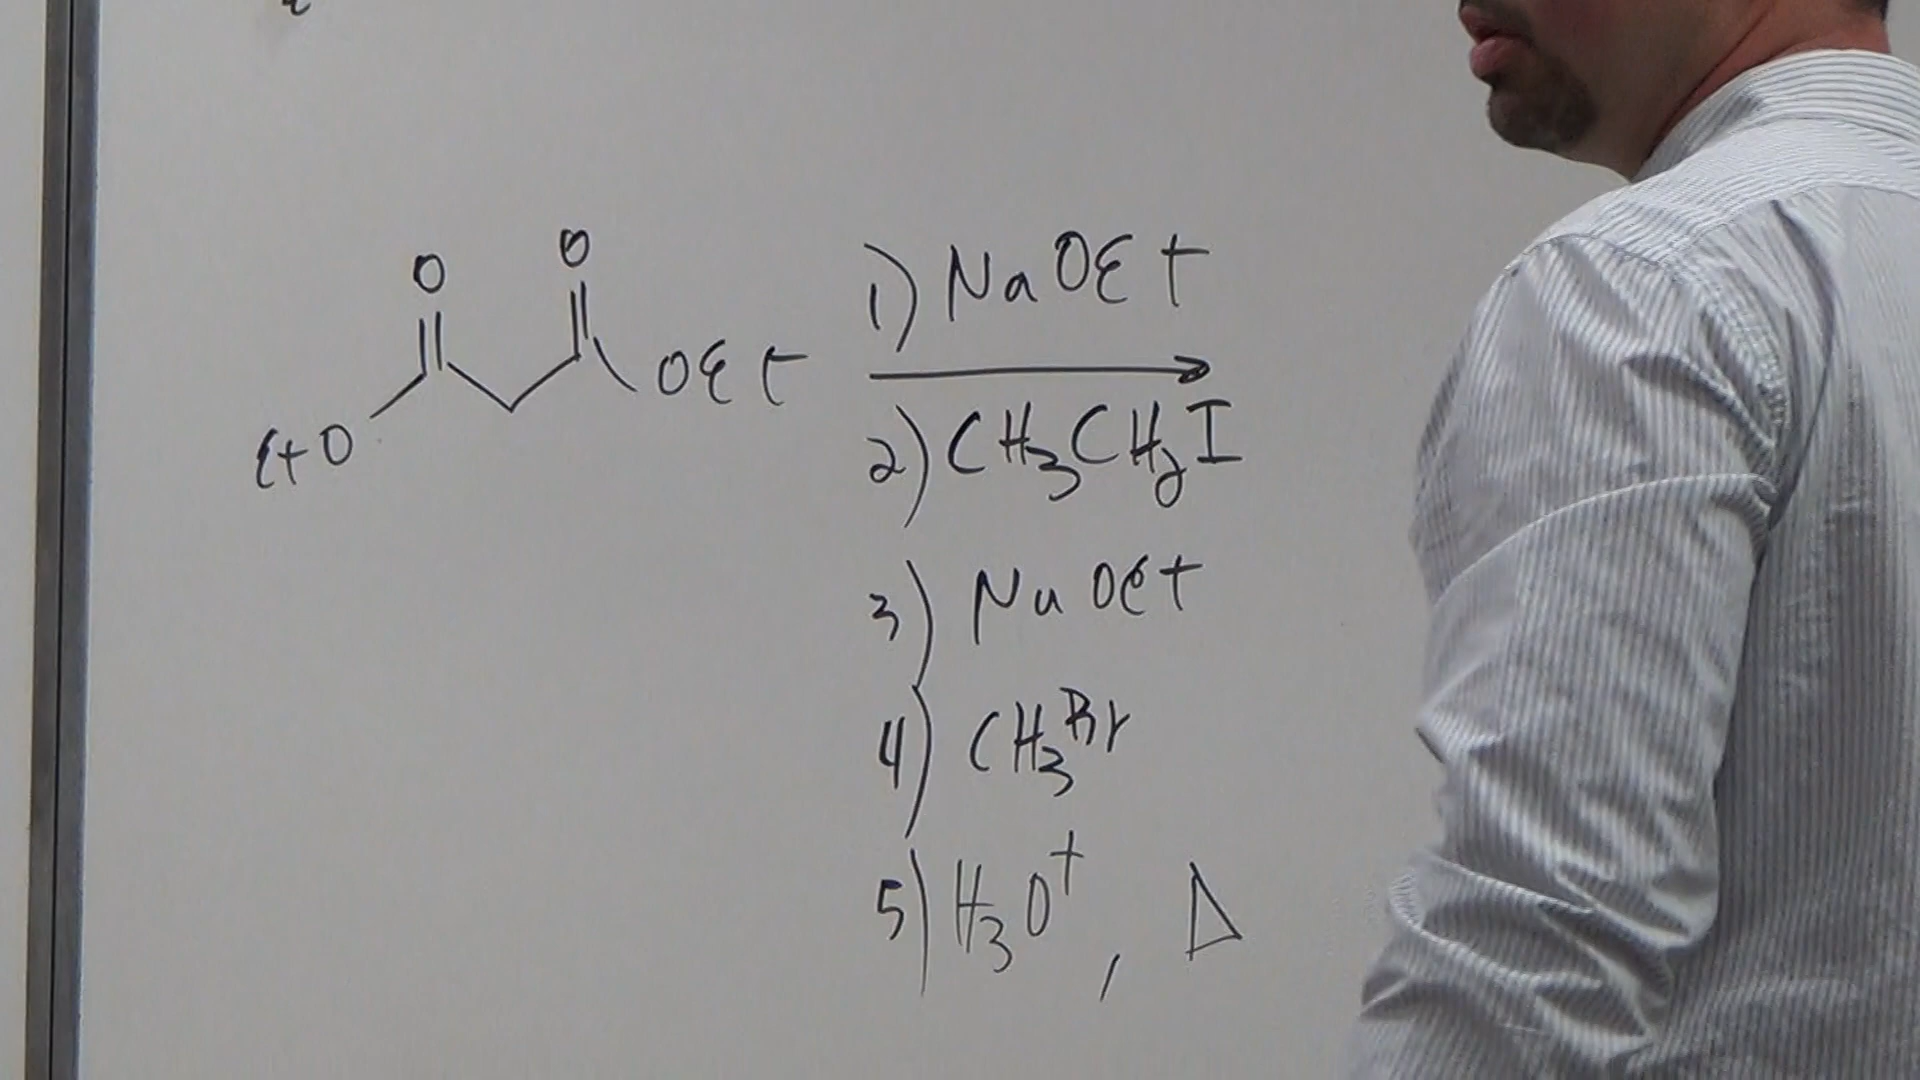 O O
EtO OEt
1) NaOEt
2) CH₃CH₂I
3) NaOEt
4) CH₃Br
5) H₃O⁺, Δ